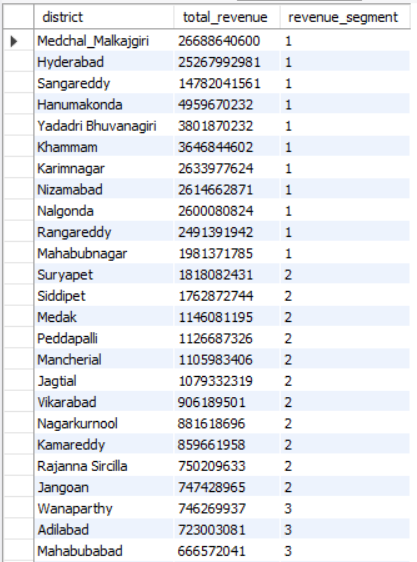 district total_revenue revenue_segment
Medchal_Malkajgiri 26688640600 1
Hyderabad 25267992981 1
Sangareddy 14782041561 1
Hanumakonda 4959670232 1
Yadadri Bhuvanagiri 3801870232 1
Khammam 3646844602 1
Karimnagar 2633977624 1
Nizamabad 2614662871 1
Nalgonda 2600080824 1
Rangareddy 2491391942 1
Mahabubnagar 1981371785 1
Suryapet 1818082431 2
Siddipet 1762872744 2
Medak 1146081195 2
Peddapalli 1126687326 2
Mancherial 1105983406 2
Jagtial 1079332319 2
Vikarabad 906189501 2
Nagarkurnool 881618696 2
Kamareddy 859661958 2
Rajanna Sircilla 750209633 2
Jangoan 747428965 2
Wanaparthy 746269937 3
Adilabad 723003081 3
Mahabubabad 666572041 3